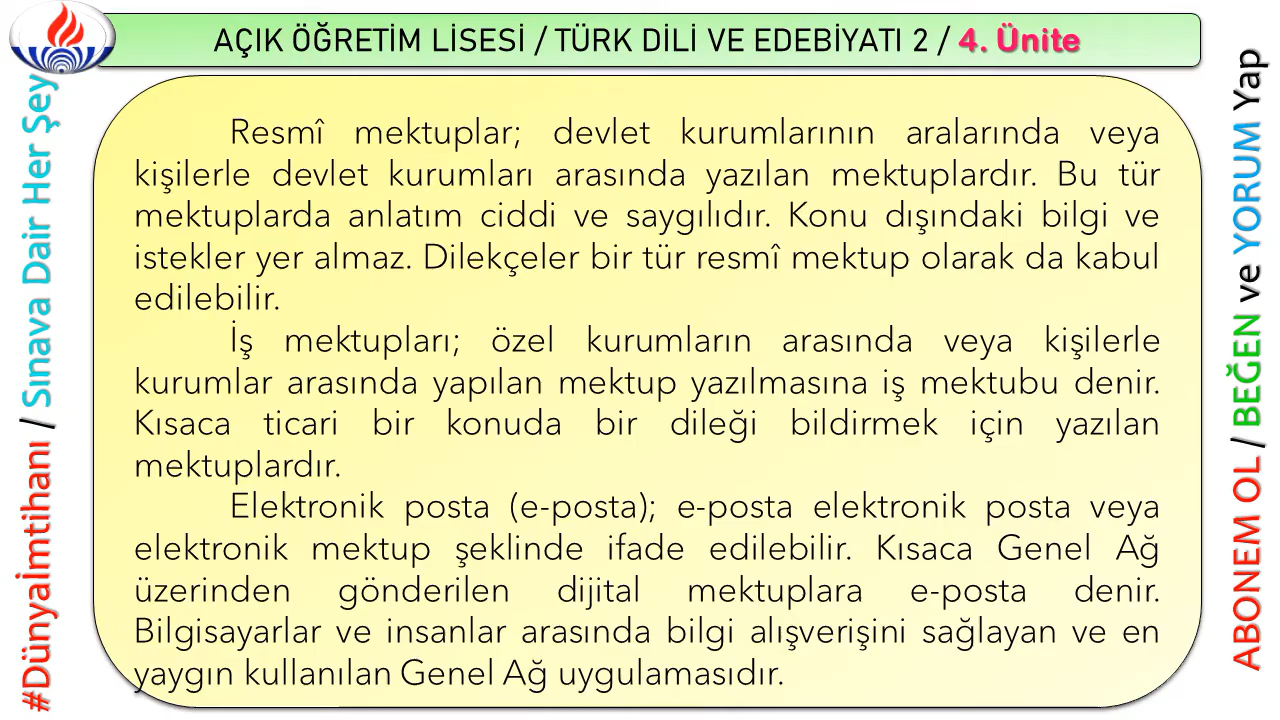 AÇIK ÖĞRETİM LİSESİ / TÜRK DİLİ VE EDEBİYATI 2 / 4. Ünite
#Dünyaİmtihanı / Sınava Dair Her Şey
Resmî mektuplar; devlet kurumlarının aralarında veya
kişilerle devlet kurumları arasında yazılan mektuplardır. Bu tür
mektuplarda anlatım ciddi ve saygılıdır. Konu dışındaki bilgi ve
istekler yer almaz. Dilekçeler bir tür resmî mektup olarak da kabul
edilebilir.
İş mektupları; özel kurumların arasında veya kişilerle
kurumlar arasında yapılan mektup yazılmasına iş mektubu denir.
Kısaca ticari bir konuda bir dileği bildirmek için yazılan
mektuplardır.
Elektronik posta (e-posta); e-posta elektronik posta veya
elektronik mektup şeklinde ifade edilebilir. Kısaca Genel Ağ
üzerinden gönderilen dijital mektuplara e-posta denir.
Bilgisayarlar ve insanlar arasında bilgi alışverişini sağlayan ve en
yaygın kullanılan Genel Ağ uygulamasıdır.
ABONEM OL / BEĞEN ve YORUM Yap